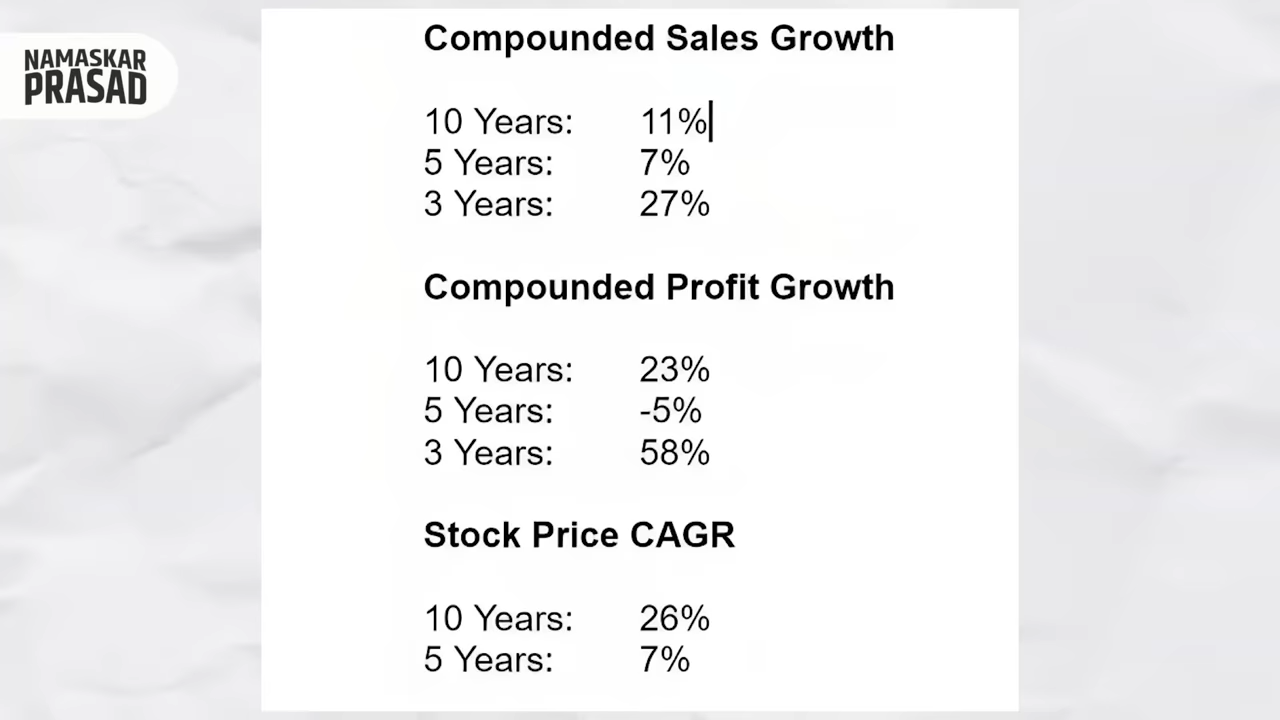 NAMASKAR
PRASAD
Compounded Sales Growth
10 Years: 11%
5 Years: 7%
3 Years: 27%
Compounded Profit Growth
10 Years: 23%
5 Years: -5%
3 Years: 58%
Stock Price CAGR
10 Years: 26%
5 Years: 7%